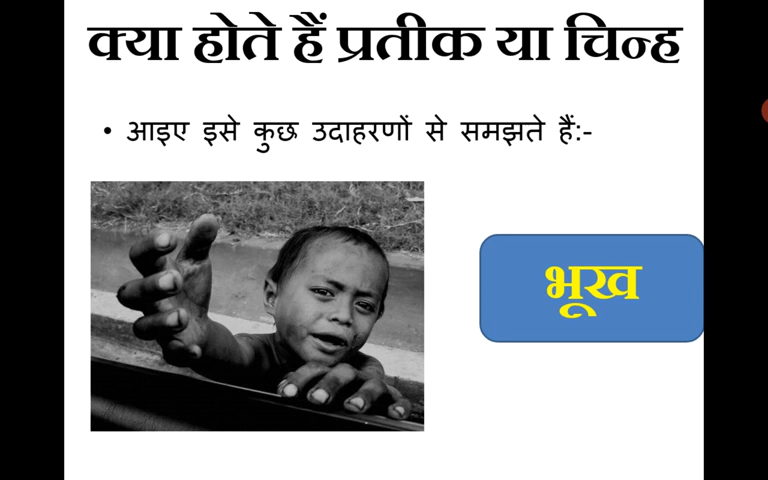 क्या होते हैं प्रतीक या चिन्ह
• आइए इसे कुछ उदाहरणों से समझते हैं:-
भूख